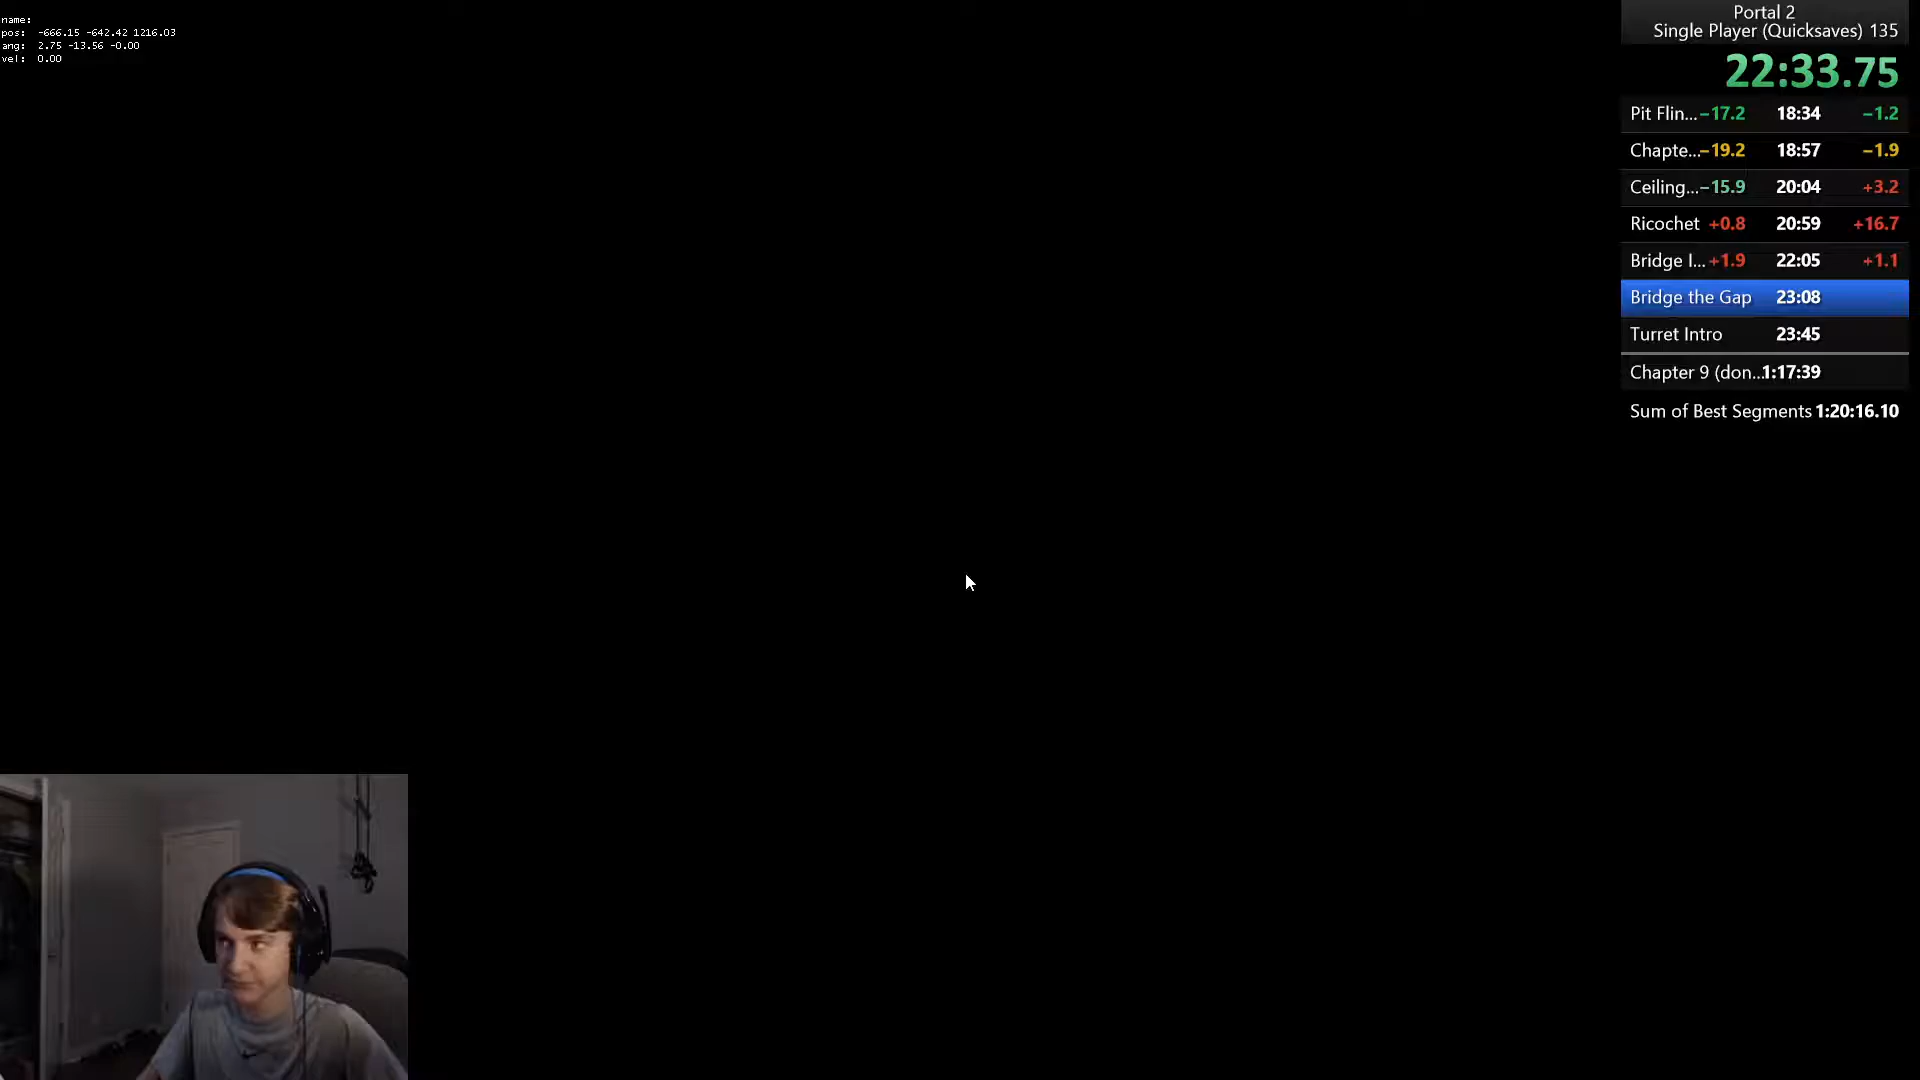 name:
pos: -666.15 -642.42 1216.03
ang: 2.75 -13.56 -0.00
vel: 0.00
Portal 2
Single Player (Quicksaves) 135
22:33.75
Pit Flin... −17.2 18:34 −1.2
Chapte... −19.2 18:57 −1.9
Ceiling... −15.9 20:04 +3.2
Ricochet +0.8 20:59 +16.7
Bridge I... +1.9 22:05 +1.1
Bridge the Gap 23:08
Turret Intro 23:45
Chapter 9 (don... 1:17:39
Sum of Best Segments 1:20:16.10